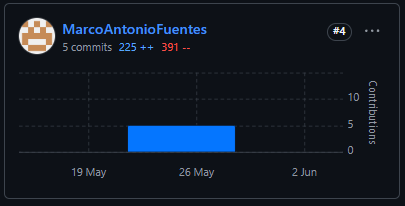 MarcoAntonioFuentes
#4
5 commits 225 ++ 391 --
10
5
0
Contributions
19 May 26 May 2 Jun